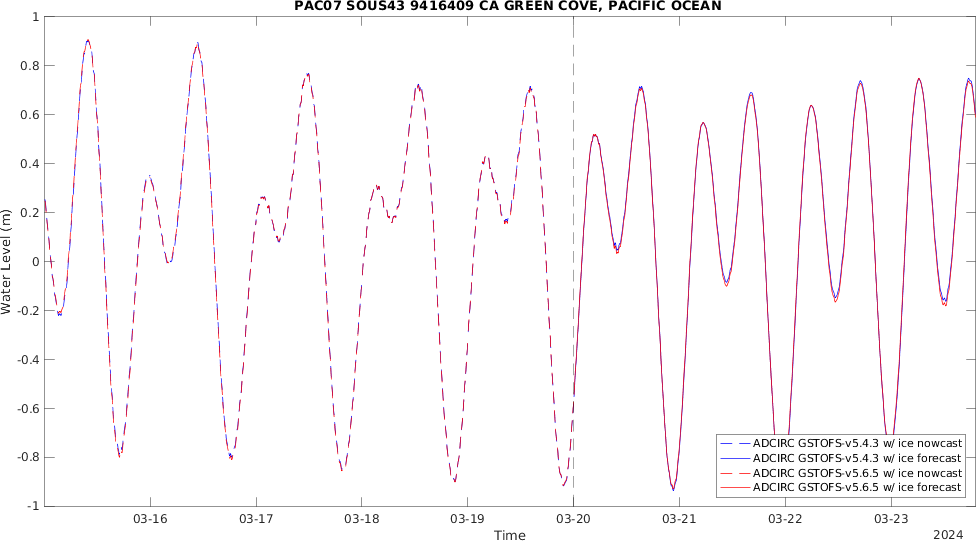 PAC07 SOUS43 9416409 CA GREEN COVE, PACIFIC OCEAN
1
0.8
0.6
0.4
0.2
0
-0.2
-0.4
-0.6
-0.8
-1
Water Level (m)
03-16
03-17
03-18
03-19
03-20
03-21
03-22
03-23
Time
2024
ADCIRC GSTOFS-v5.4.3 w/ ice nowcast
ADCIRC GSTOFS-v5.4.3 w/ ice forecast
ADCIRC GSTOFS-v5.6.5 w/ ice nowcast
ADCIRC GSTOFS-v5.6.5 w/ ice forecast